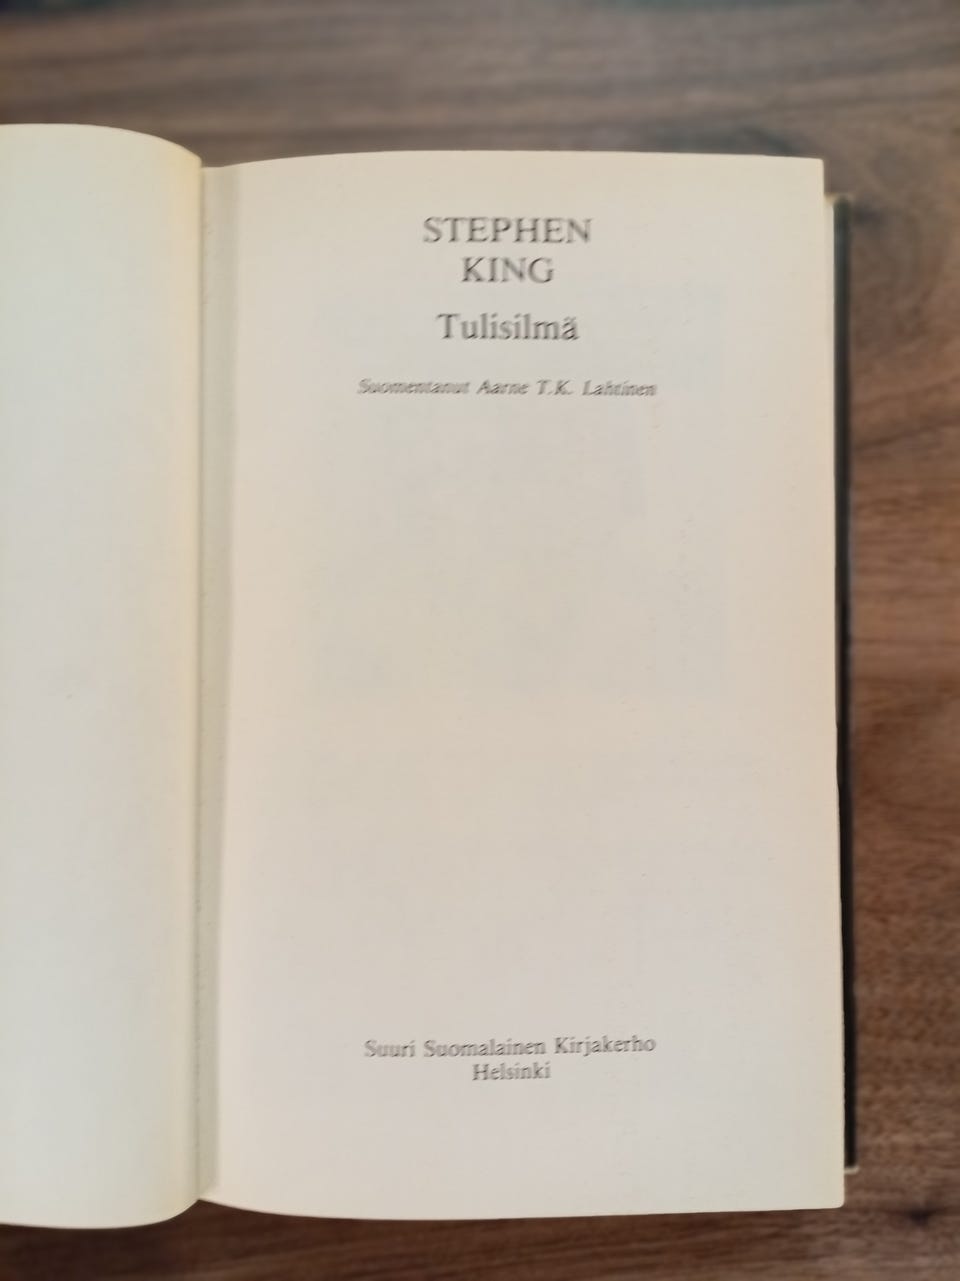 STEPHEN
KING
Tulisilmä
Suomentanut Aarne T.K. Lahtinen
Suuri Suomalainen Kirjakerho
Helsinki